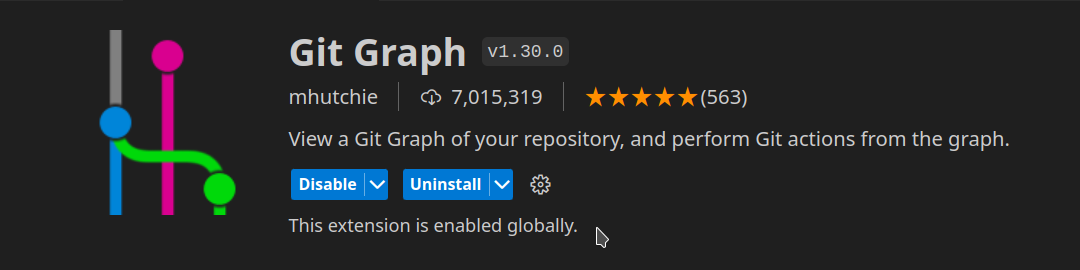 Git Graph v1.30.0
mhutchie 7,015,319 ★★★★★(563)
View a Git Graph of your repository, and perform Git actions from the graph.
Disable Uninstall
This extension is enabled globally.